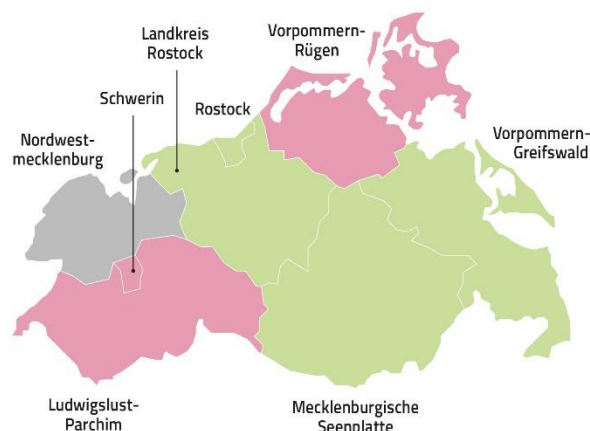 Landkreis
Rostock
Vorpommern-
Rügen
Schwerin
Rostock
Nordwest-
mecklenburg
Vorpommern-
Greifswald
Ludwigslust-
Parchim
Mecklenburgische
Seenplatte